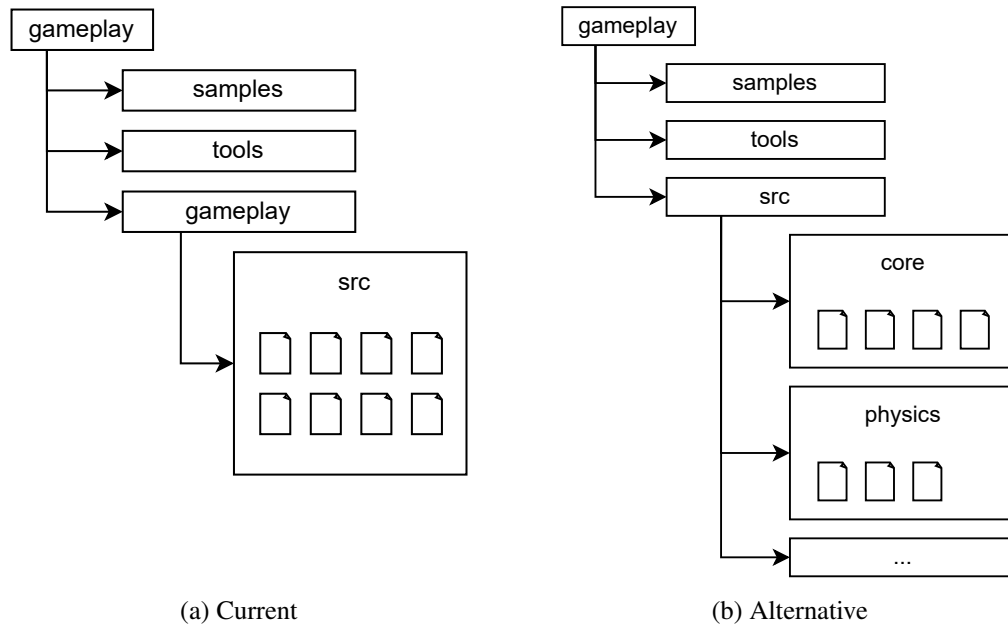 gameplay
samples
tools
gameplay
src
(a) Current
gameplay
samples
tools
src
core
physics
...
(b) Alternative